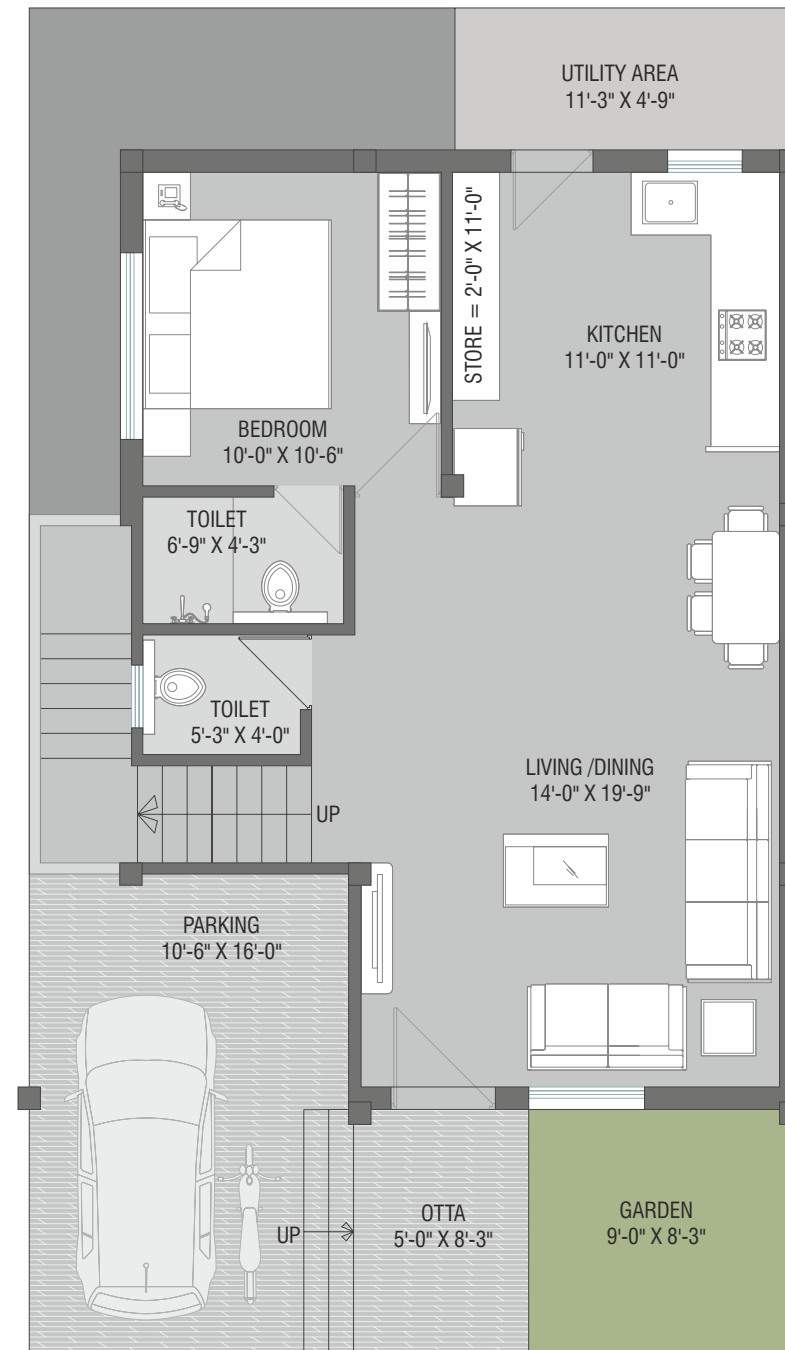 UTILITY AREA
11'-3" X 4'-9"
STORE = 2'-0" X 11'-0"
KITCHEN
11'-0" X 11'-0"
BEDROOM
10'-0" X 10'-6"
TOILET
6'-9" X 4'-3"
TOILET
5'-3" X 4'-0"
LIVING /DINING
14'-0" X 19'-9"
UP
PARKING
10'-6" X 16'-0"
OTTA
5'-0" X 8'-3"
GARDEN
9'-0" X 8'-3"
UP